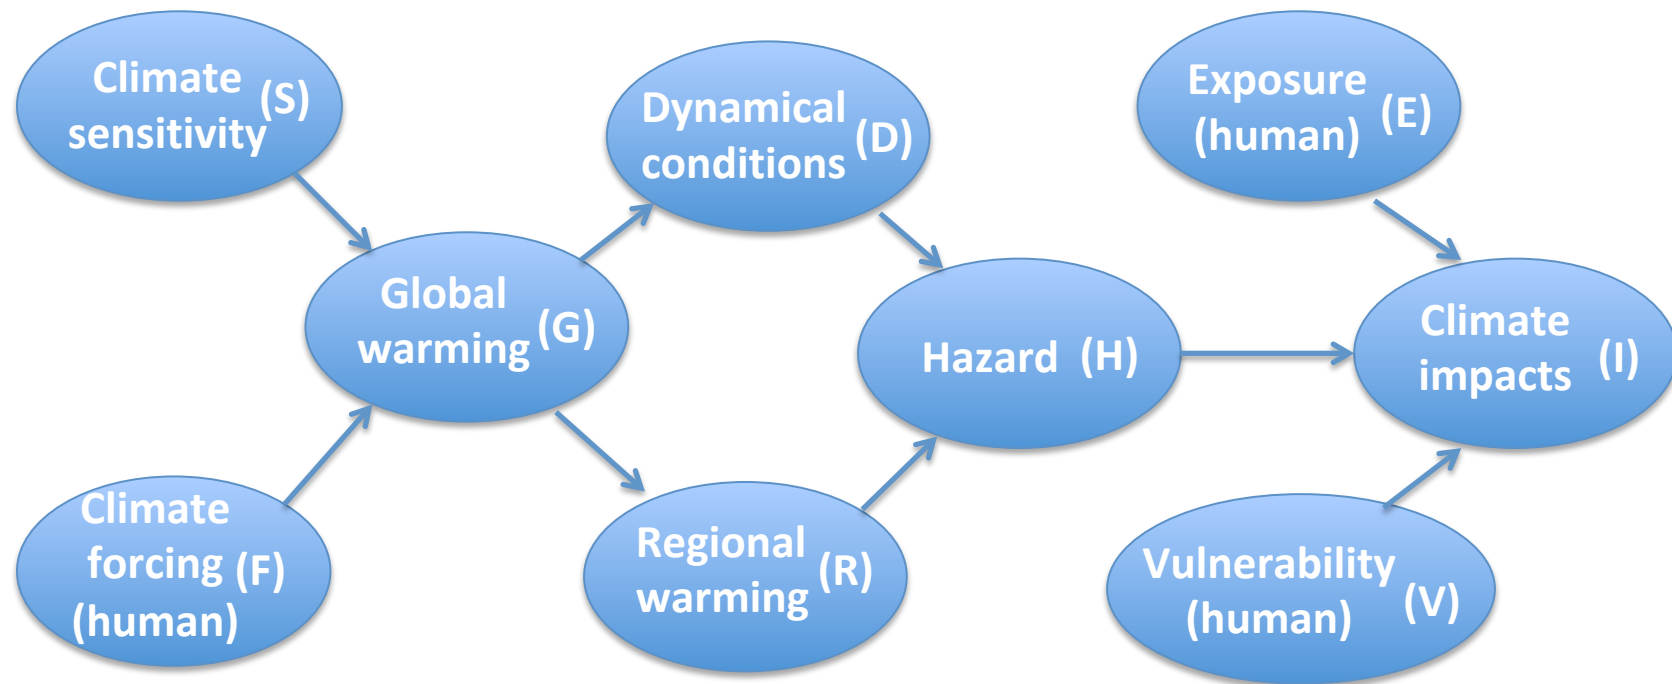 Climate
sensitivity (S)
Climate
forcing (F)
(human)
Global
warming (G)
Dynamical
conditions (D)
Regional
warming (R)
Hazard (H)
Exposure
(human) (E)
Climate
impacts (I)
Vulnerability
(human) (V)